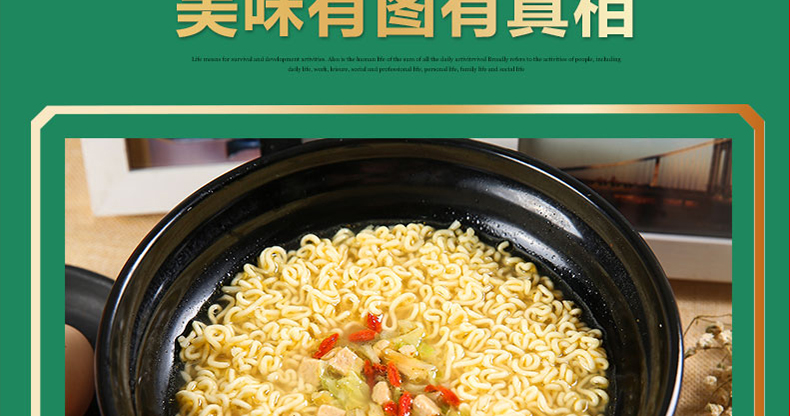 美味有图有真相
Life means for survival and development activities. Also is the human life of the sum of all the daily activitevived Broadly refers to the activities of people, including
daily life, work, leisure, social and professional life, personal life, family life and social life